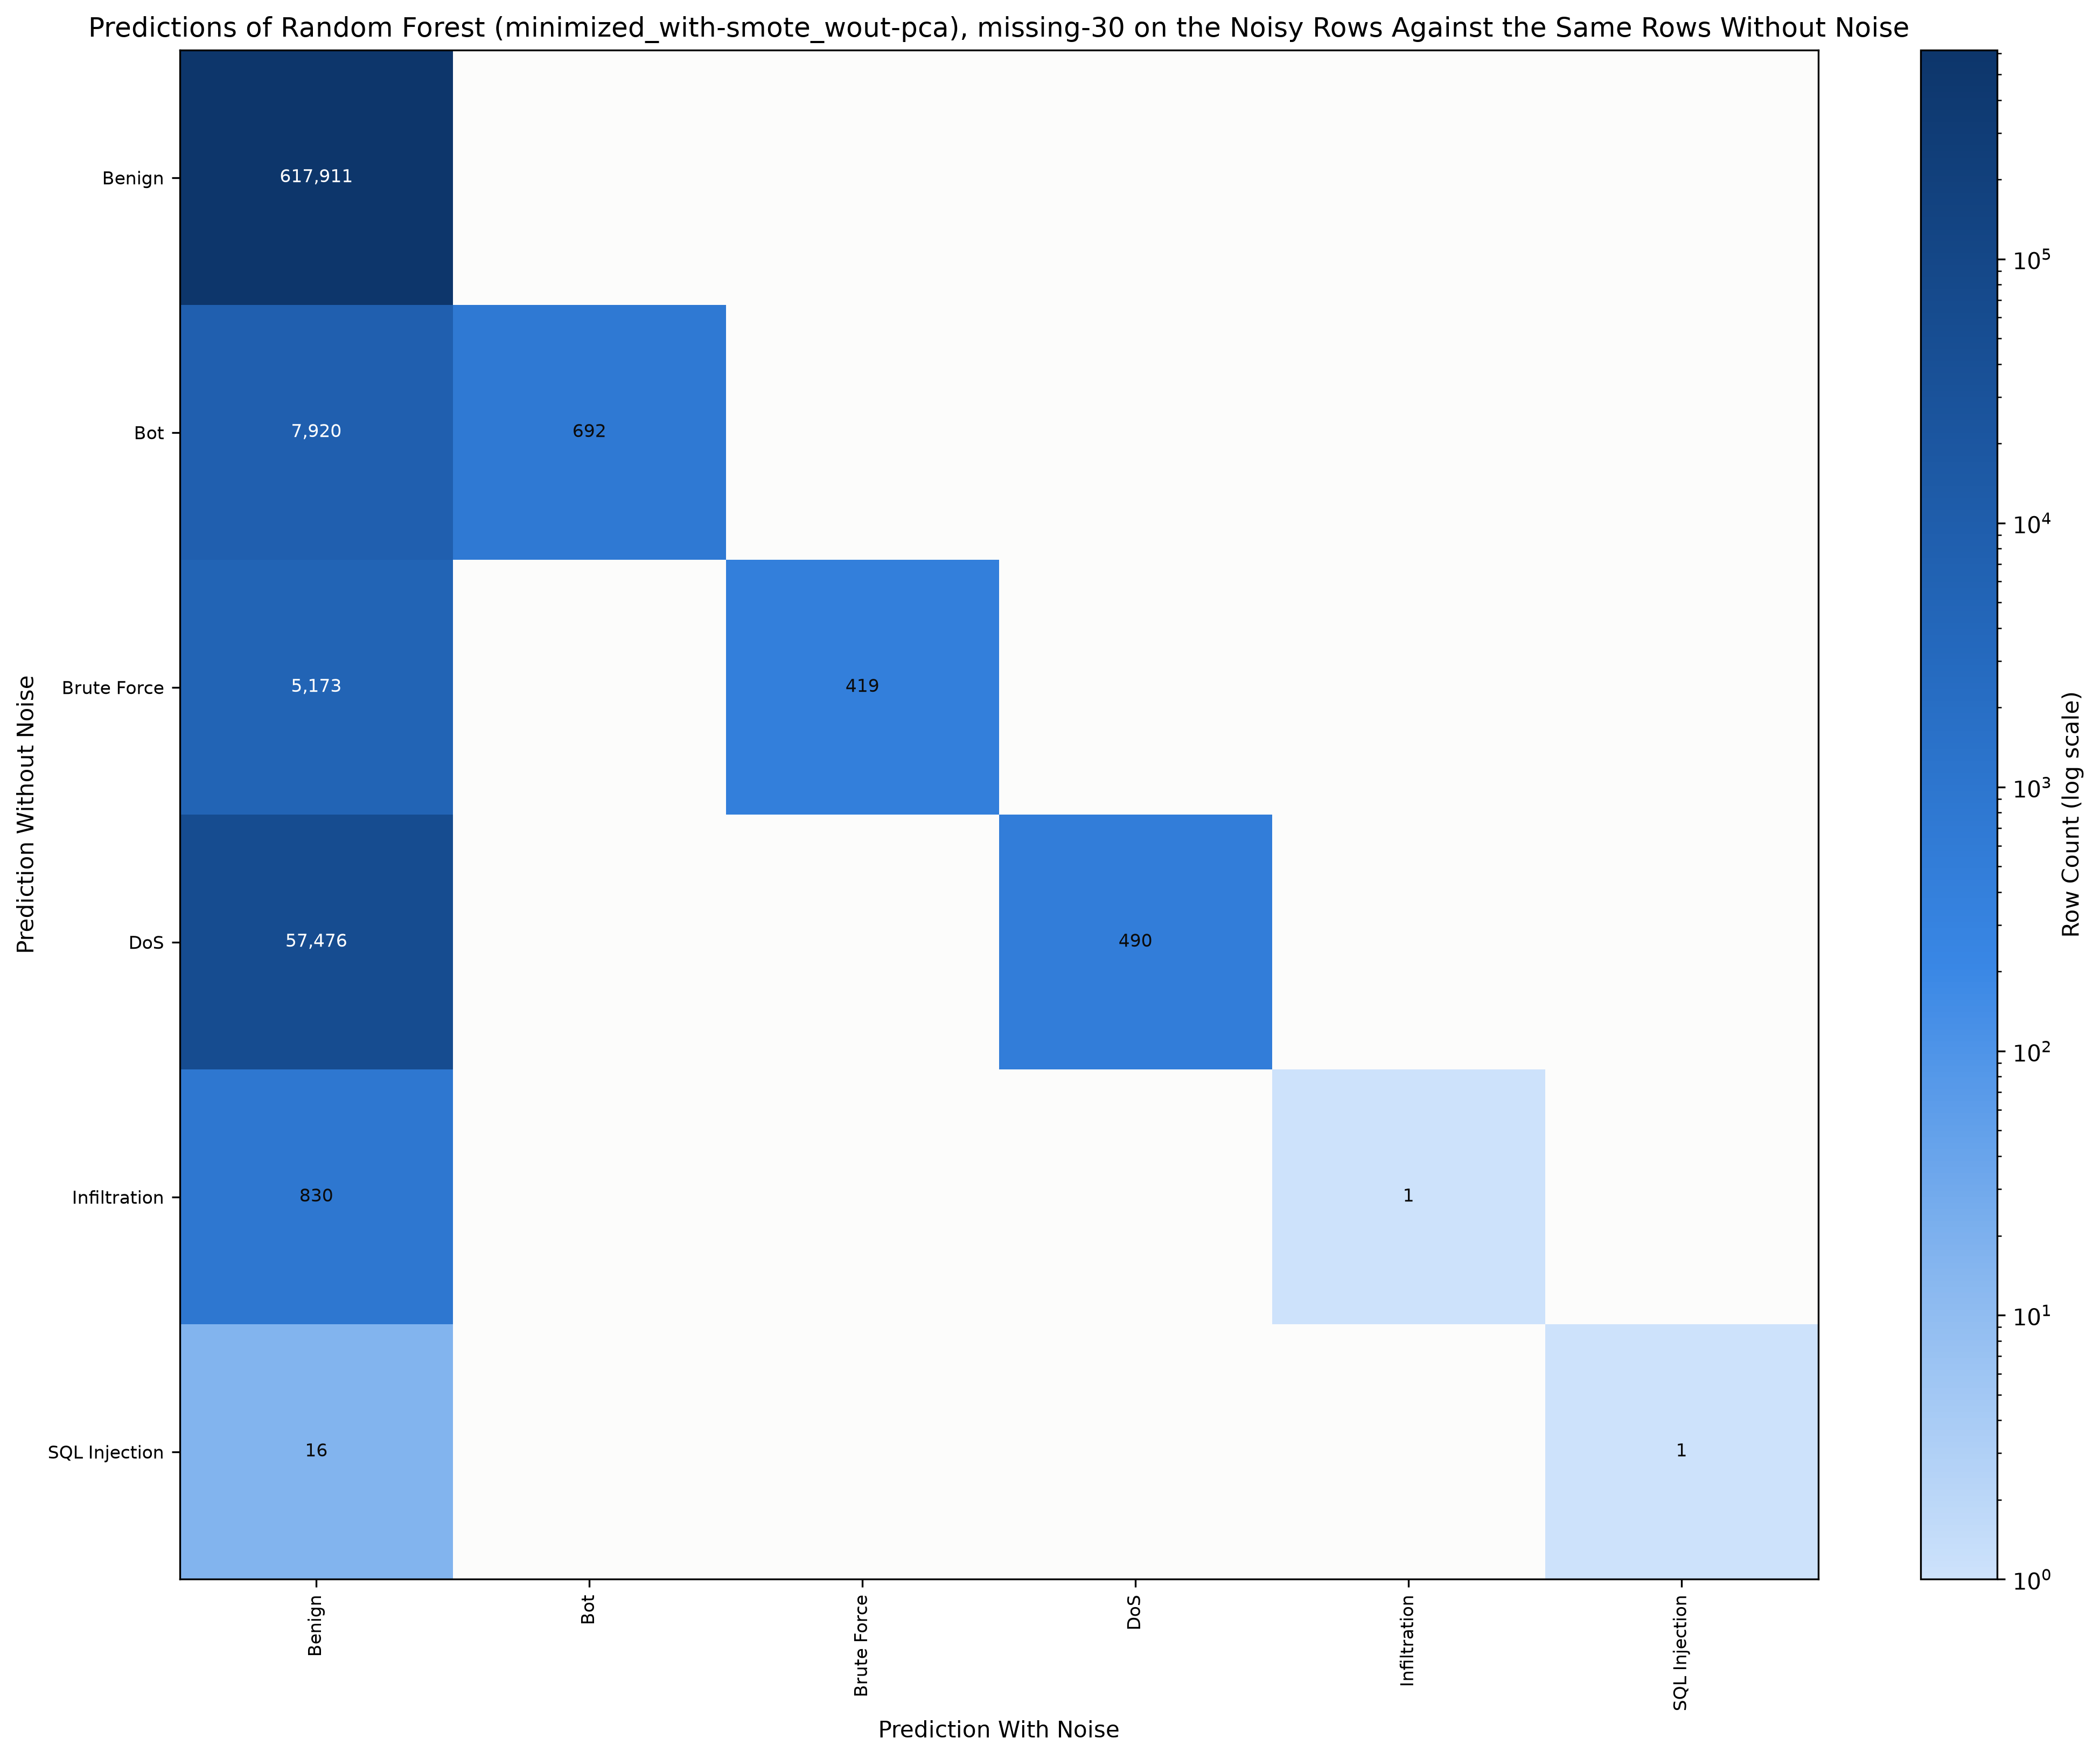 Predictions of Random Forest (minimized_with-smote_wout-pca), missing-30 on the Noisy Rows Against the Same Rows Without Noise
Prediction Without Noise
Benign
617,911
Bot
7,920
692
Brute Force
5,173
419
DoS
57,476
490
Infiltration
830
1
SQL Injection
16
1
Benign
Bot
Brute Force
DoS
Infiltration
SQL Injection
Prediction With Noise
10⁵
10⁴
10³
10²
10¹
10⁰
Row Count (log scale)